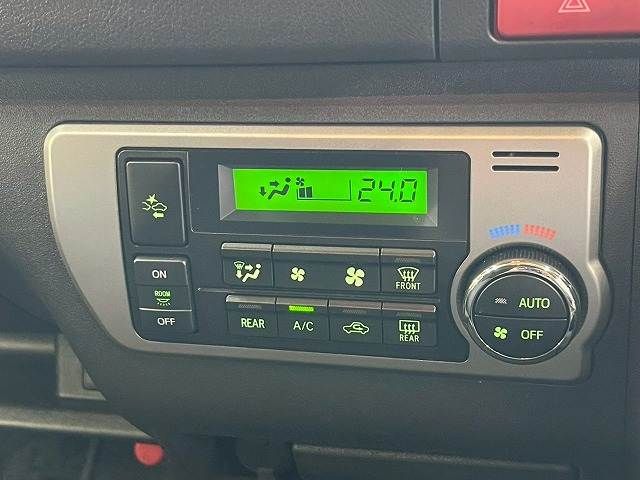 24.0
ON
ROOM
OFF
FRONT
REAR
A/C
REAR
AUTO
OFF